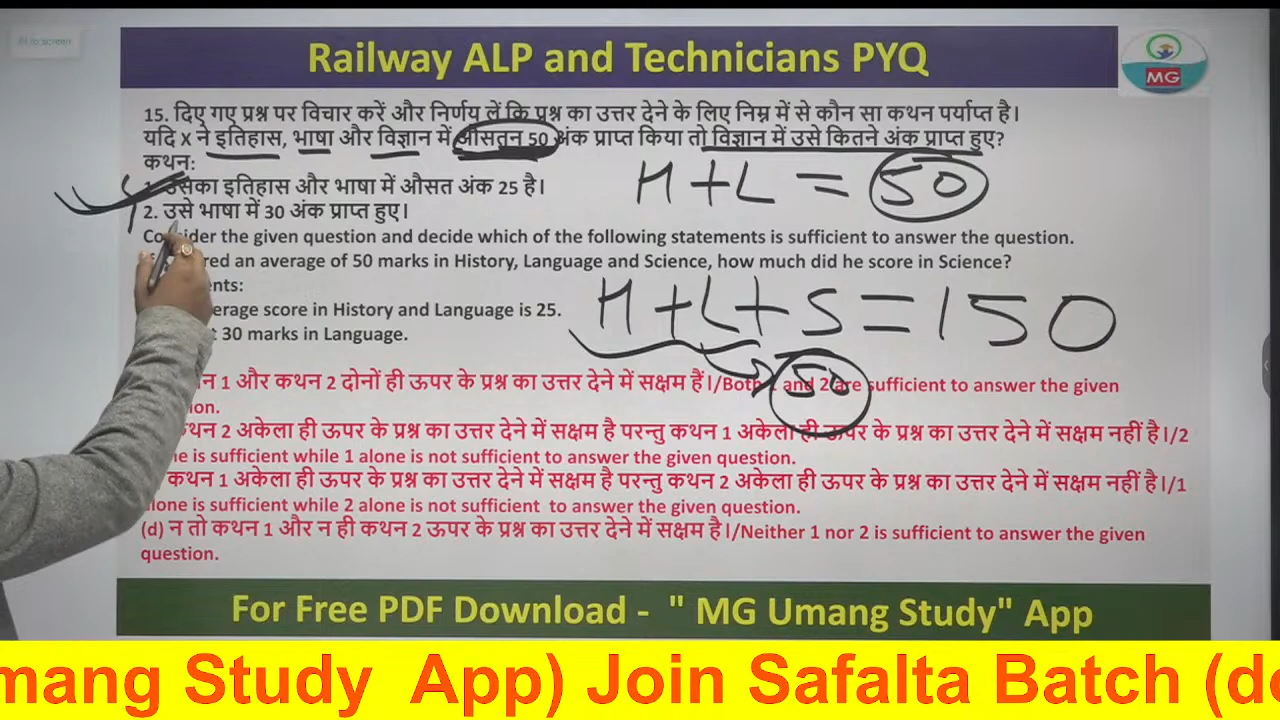 Fit to screen
Railway ALP and Technicians PYQ
MG
15. दिए गए प्रश्न पर विचार करें और निर्णय लें कि प्रश्न का उत्तर देने के लिए निम्न में से कौन सा कथन पर्याप्त है।
यदि X ने इतिहास, भाषा और विज्ञान में औसतन 50 अंक प्राप्त किया तो विज्ञान में उसे कितने अंक प्राप्त हुए?
कथन:
उसका इतिहास और भाषा में औसत अंक 25 है।
H + L = 50
2. उसे भाषा में 30 अंक प्राप्त हुए।
the given question and decide which of the following statements is sufficient to answer the question.
red an average of 50 marks in History, Language and Science, how much did he score in Science?
ents:
erage score in History and Language is 25.
H + L + S = 150
30 marks in Language.
50
न 1 और कथन 2 दोनों ही ऊपर के प्रश्न का उत्तर देने में सक्षम हैं।/Both and 2 are sufficient to answer the given
on.
कथन 2 अकेला ही ऊपर के प्रश्न का उत्तर देने में सक्षम है परन्तु कथन 1 अकेला ही ऊपर के प्रश्न का उत्तर देने में सक्षम नहीं है।/2
ne is sufficient while 1 alone is not sufficient to answer the given question.
कथन 1 अकेला ही ऊपर के प्रश्न का उत्तर देने में सक्षम है परन्तु कथन 2 अकेला ही ऊपर के प्रश्न का उत्तर देने में सक्षम नहीं है।/1
alone is sufficient while 2 alone is not sufficient to answer the given question.
(d) न तो कथन 1 और न ही कथन 2 ऊपर के प्रश्न का उत्तर देने में सक्षम है।/Neither 1 nor 2 is sufficient to answer the given
question.
For Free PDF Download - " MG Umang Study" App
mang Study App) Join Safalta Batch (de